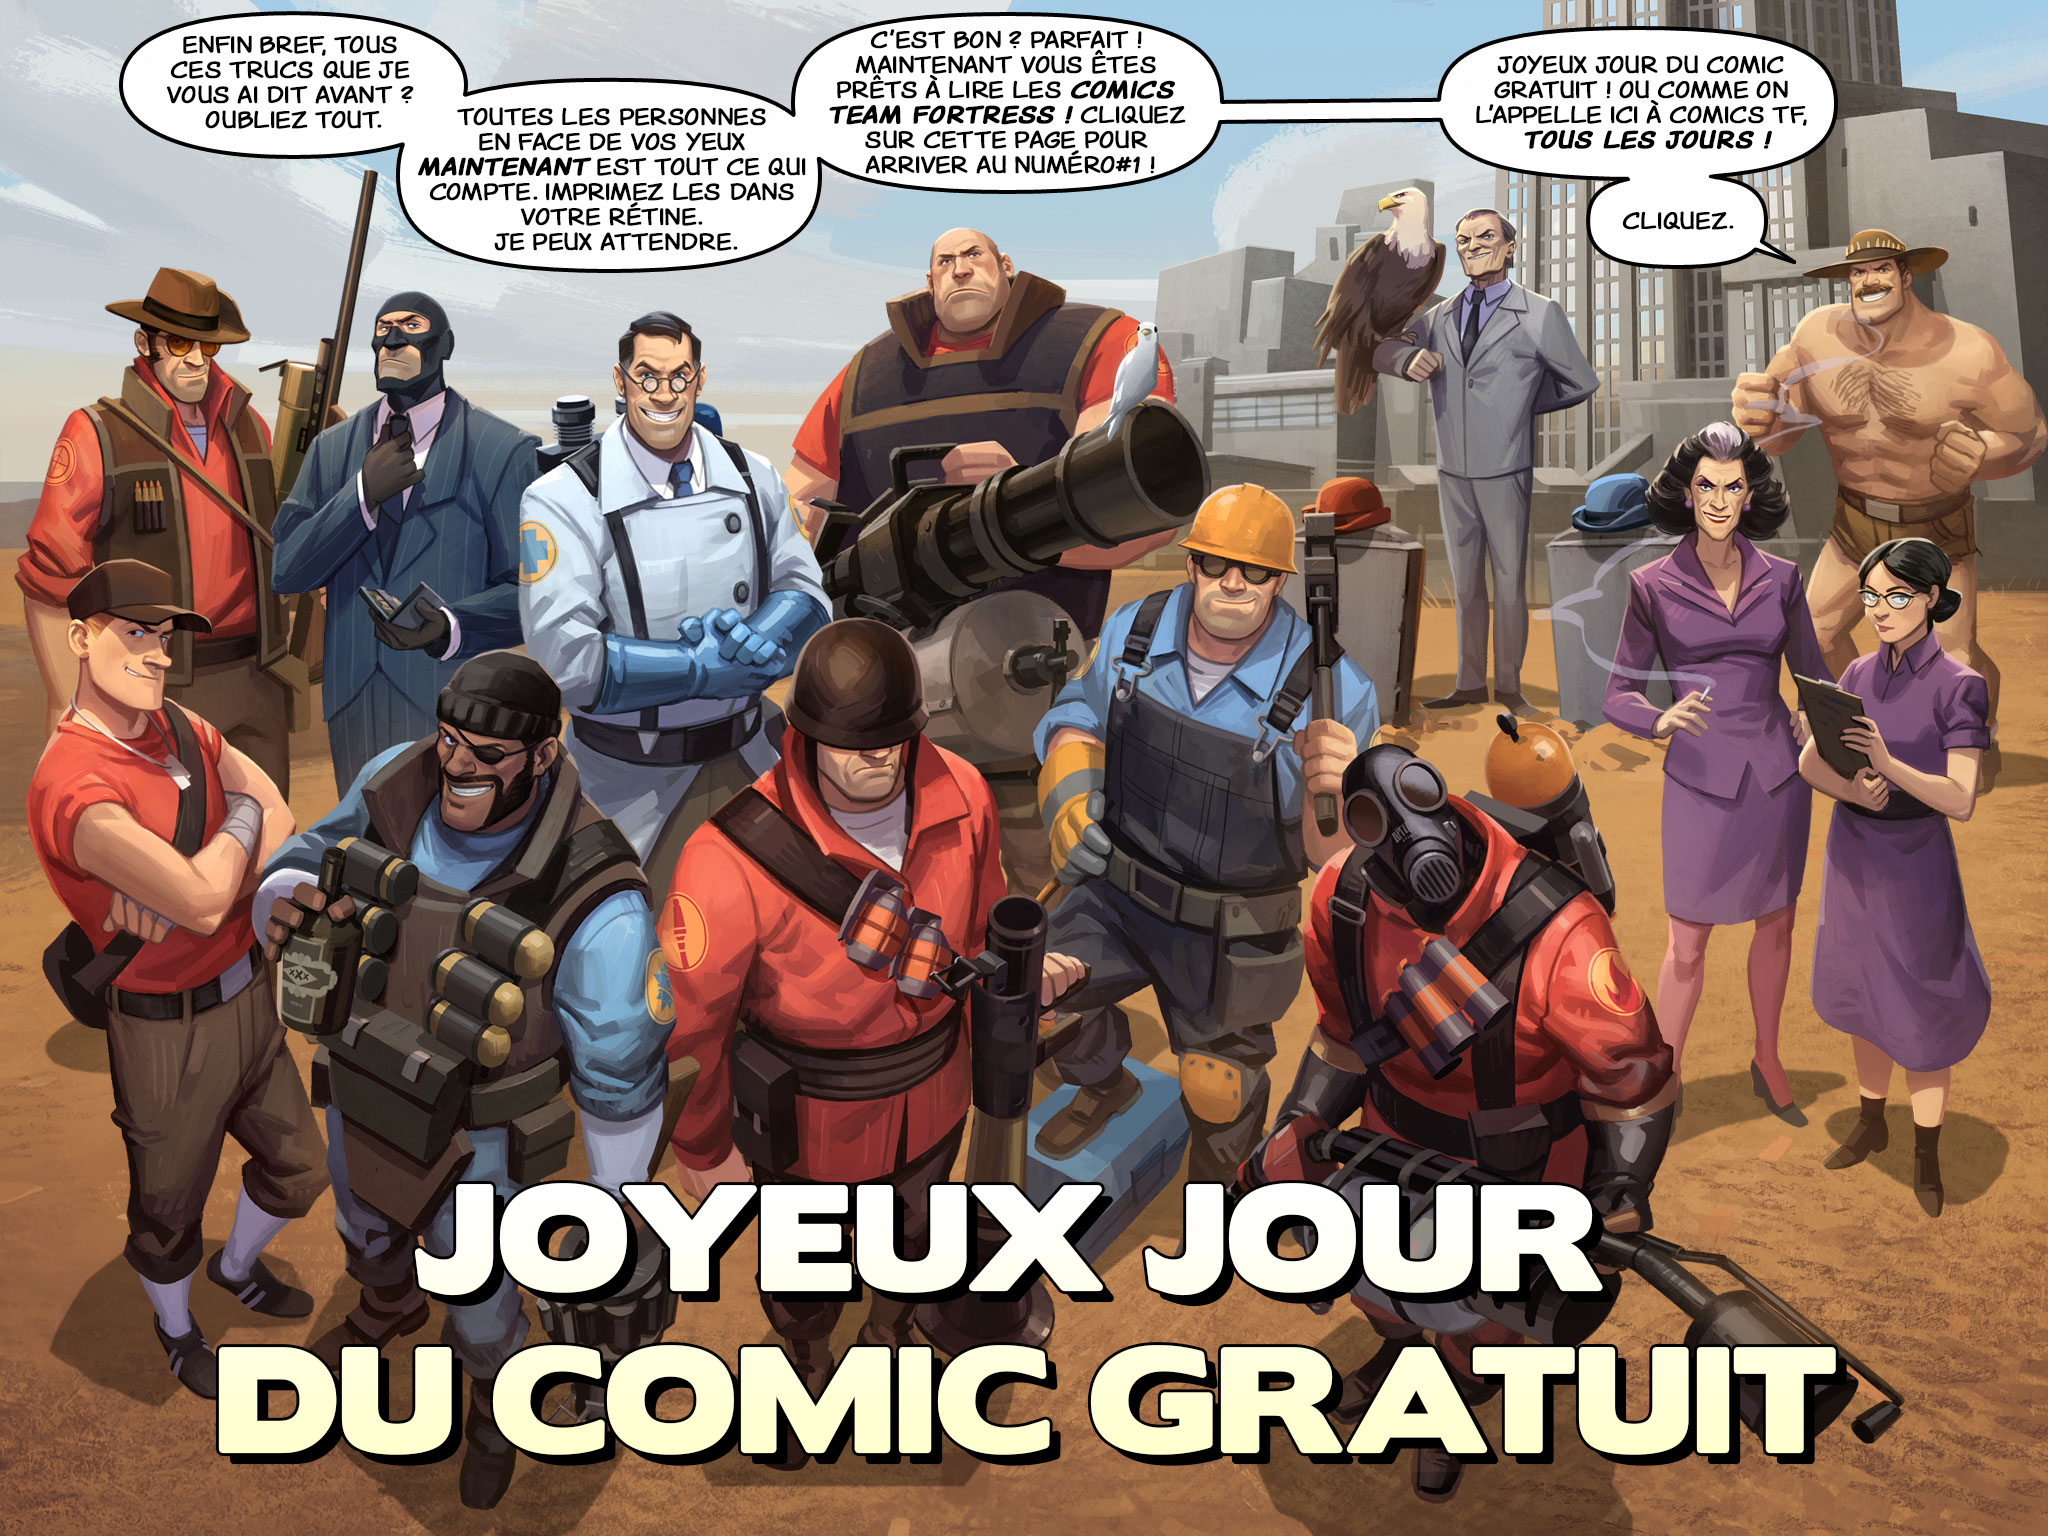 ENFIN BREF, TOUS
CES TRUCS QUE JE
VOUS AI DIT AVANT ?
OUBLIEZ TOUT.
TOUTES LES PERSONNES
EN FACE DE VOS YEUX
MAINTENANT EST TOUT CE QUI
COMPTE. IMPRIMEZ LES DANS
VOTRE RÉTINE.
JE PEUX ATTENDRE.
C'EST BON ? PARFAIT !
MAINTENANT VOUS ÊTES
PRÊTS À LIRE LES COMICS
TEAM FORTRESS ! CLIQUEZ
SUR CETTE PAGE POUR
ARRIVER AU NUMÉRO#1 !
JOYEUX JOUR DU COMIC
GRATUIT ! OU COMME ON
L'APPELLE ICI À COMICS TF,
TOUS LES JOURS !
CLIQUEZ.
XXX
JOYEUX JOUR
DU COMIC GRATUIT